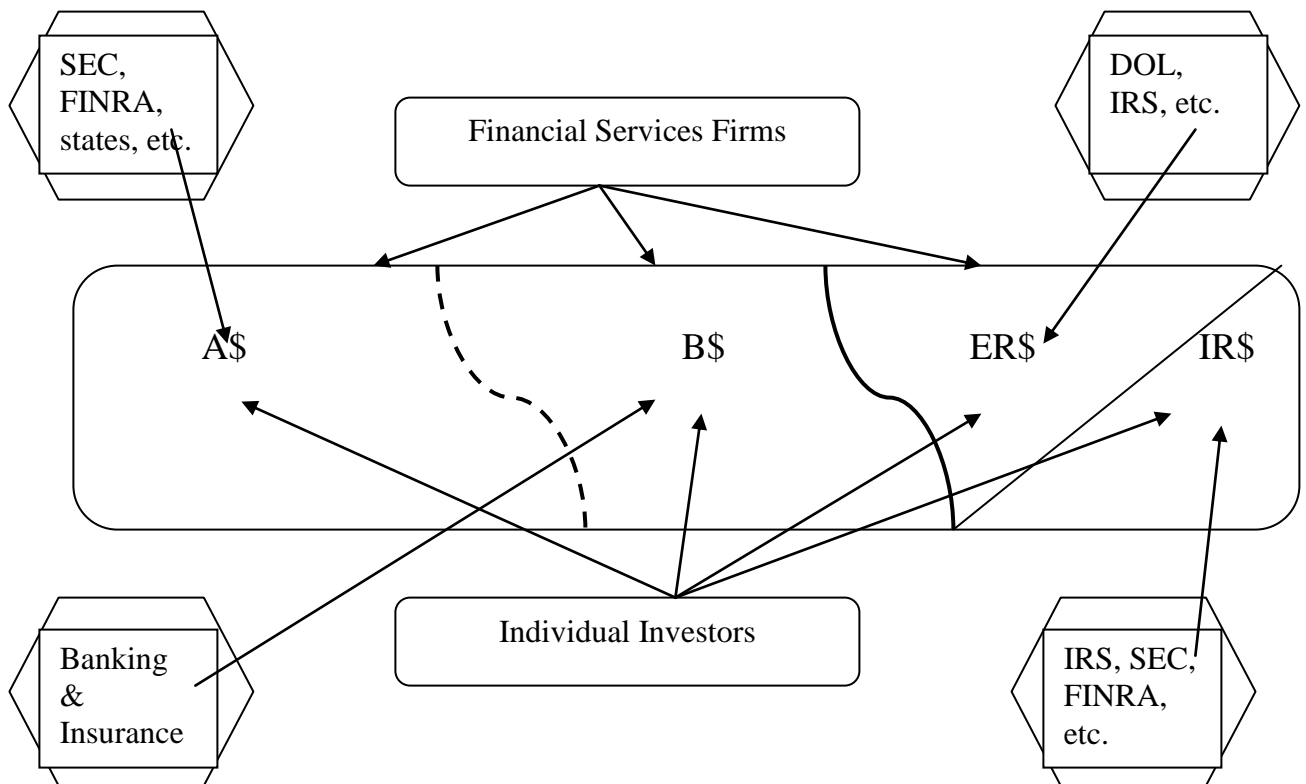 SEC,
FINRA,
states, etc.
Financial Services Firms
DOL,
IRS, etc.
A$
B$
ER$
IR$
Banking
&
Insurance
Individual Investors
IRS, SEC,
FINRA,
etc.